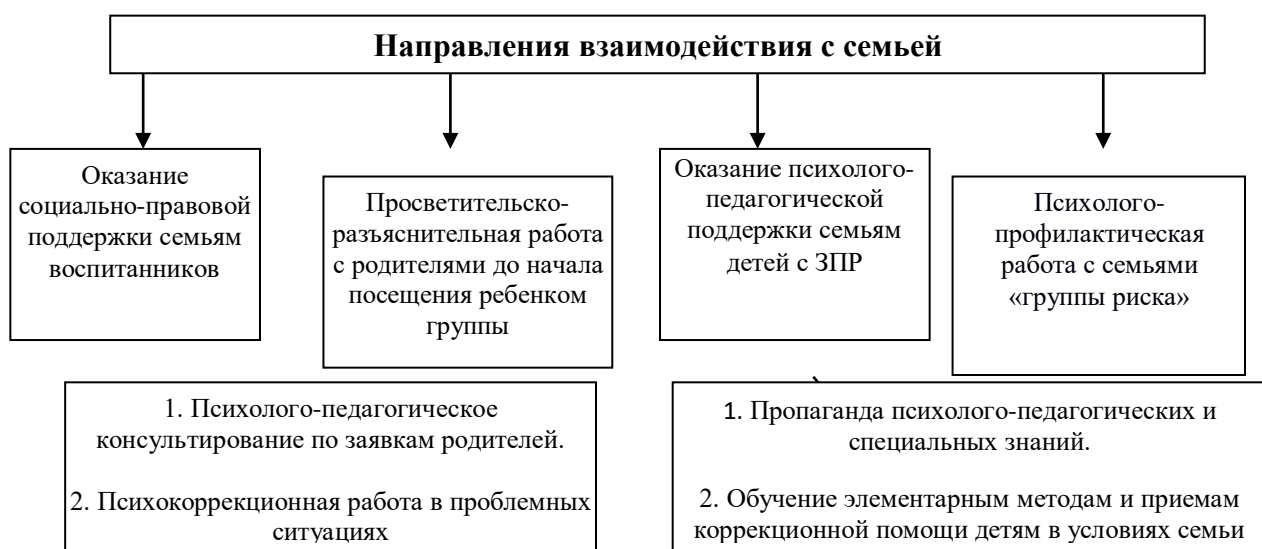 Направления взаимодействия с семьей
Оказание
социально-правовой
поддержки семьям
воспитанников
Просветительско-
разъяснительная работа
с родителями до начала
посещения ребенком
группы
Оказание психолого-
педагогической
поддержки семьям
детей с ЗПР
Психолого-
профилактическая
работа с семьями
«группы риска»
1. Психолого-педагогическое
консультирование по заявкам родителей.
2. Психокоррекционная работа в проблемных
ситуациях
1. Пропаганда психолого-педагогических и
специальных знаний.
2. Обучение элементарным методам и приемам
коррекционной помощи детям в условиях семьи